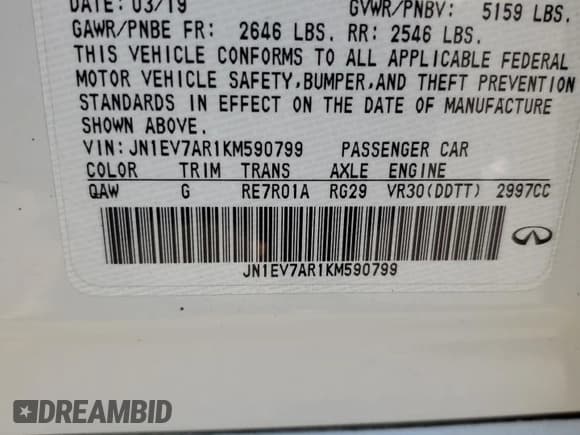 DATE: 03/19 GVWR/PNBV: 5159 LBS.
GAWR/PNBE FR: 2646 LBS. RR: 2546 LBS.
THIS VEHICLE CONFORMS TO ALL APPLICABLE FEDERAL
MOTOR VEHICLE SAFETY,BUMPER,AND THEFT PREVENTION
STANDARDS IN EFFECT ON THE DATE OF MANUFACTURE
SHOWN ABOVE.
VIN:JN1EV7AR1KM590799 PASSENGER CAR
COLOR TRIM TRANS AXLE ENGINE
QAW G RE7R01A RG29 VR30(DDTT) 2997CC
JN1EV7AR1KM590799
DREAMBID